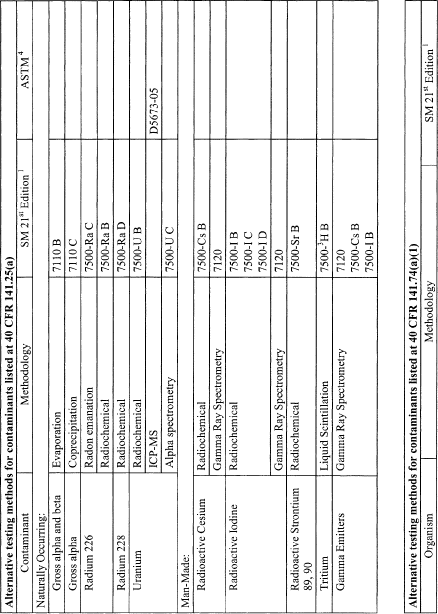 Alternative testing methods for contaminants listed at 40 CFR 141.25(a)
Contaminant Methodology SM 21st Edition 1 ASTM 4
Naturally Occurring:
Gross alpha and beta Evaporation 7110 B
Gross alpha Coprecipitation 7110 C
Radium 226 Radon emanation 7500-Ra C
Radiochemical 7500-Ra B
Radium 228 Radiochemical 7500-Ra D
Uranium Radiochemical 7500-U B
ICP-MS D5673-05
Alpha spectrometry 7500-U C
Man-Made:
Radioactive Cesium Radiochemical 7500-Cs B
Gamma Ray Spectrometry 7120
Radioactive Iodine Radiochemical 7500-I B
7500-I C
7500-I D
Gamma Ray Spectrometry 7120
Radioactive Strontium Radiochemical 7500-Sr B
89, 90
Tritium Liquid Scintillation 7500-3H B
Gamma Emitters Gamma Ray Spectrometry 7120
7500-Cs B
7500-I B
Alternative testing methods for contaminants listed at 40 CFR 141.74(a)(1)
Organism Methodology SM 21st Edition 1